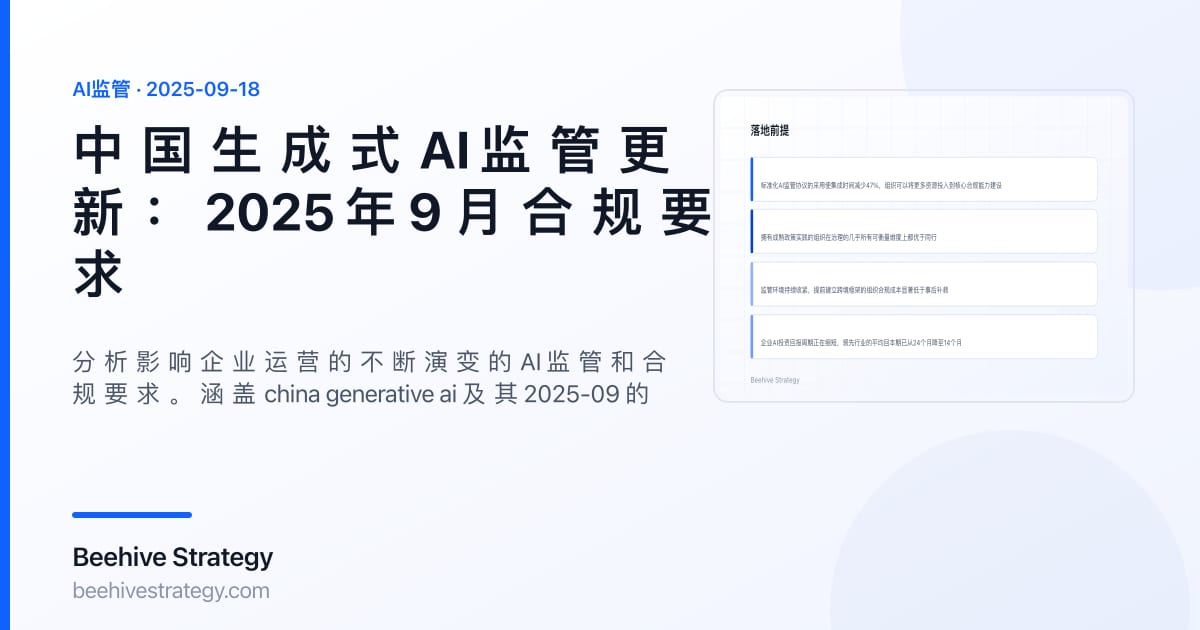 AI监管 · 2025-09-18
中国生成式AI监管更
新：2025年9月合规要
求
分析影响企业运营的不断演变的AI监管和合
规要求。涵盖china generative ai及其2025-09的
Beehive Strategy
beehivestrategy.com
落地前提
标准化AI监管协议的采用使集成时间减少47%，组织可以将更多资源投入到核心合规能力建设
拥有成熟政策实践的组织在治理的几乎所有可衡量维度上都优于同行
监管环境持续收紧，提前建立跨境框架的组织合规成本显著低于事后补救
企业AI投资回报周期正在缩短，领先行业的平均回本期已从24个月降至14个月
Beehive Strategy